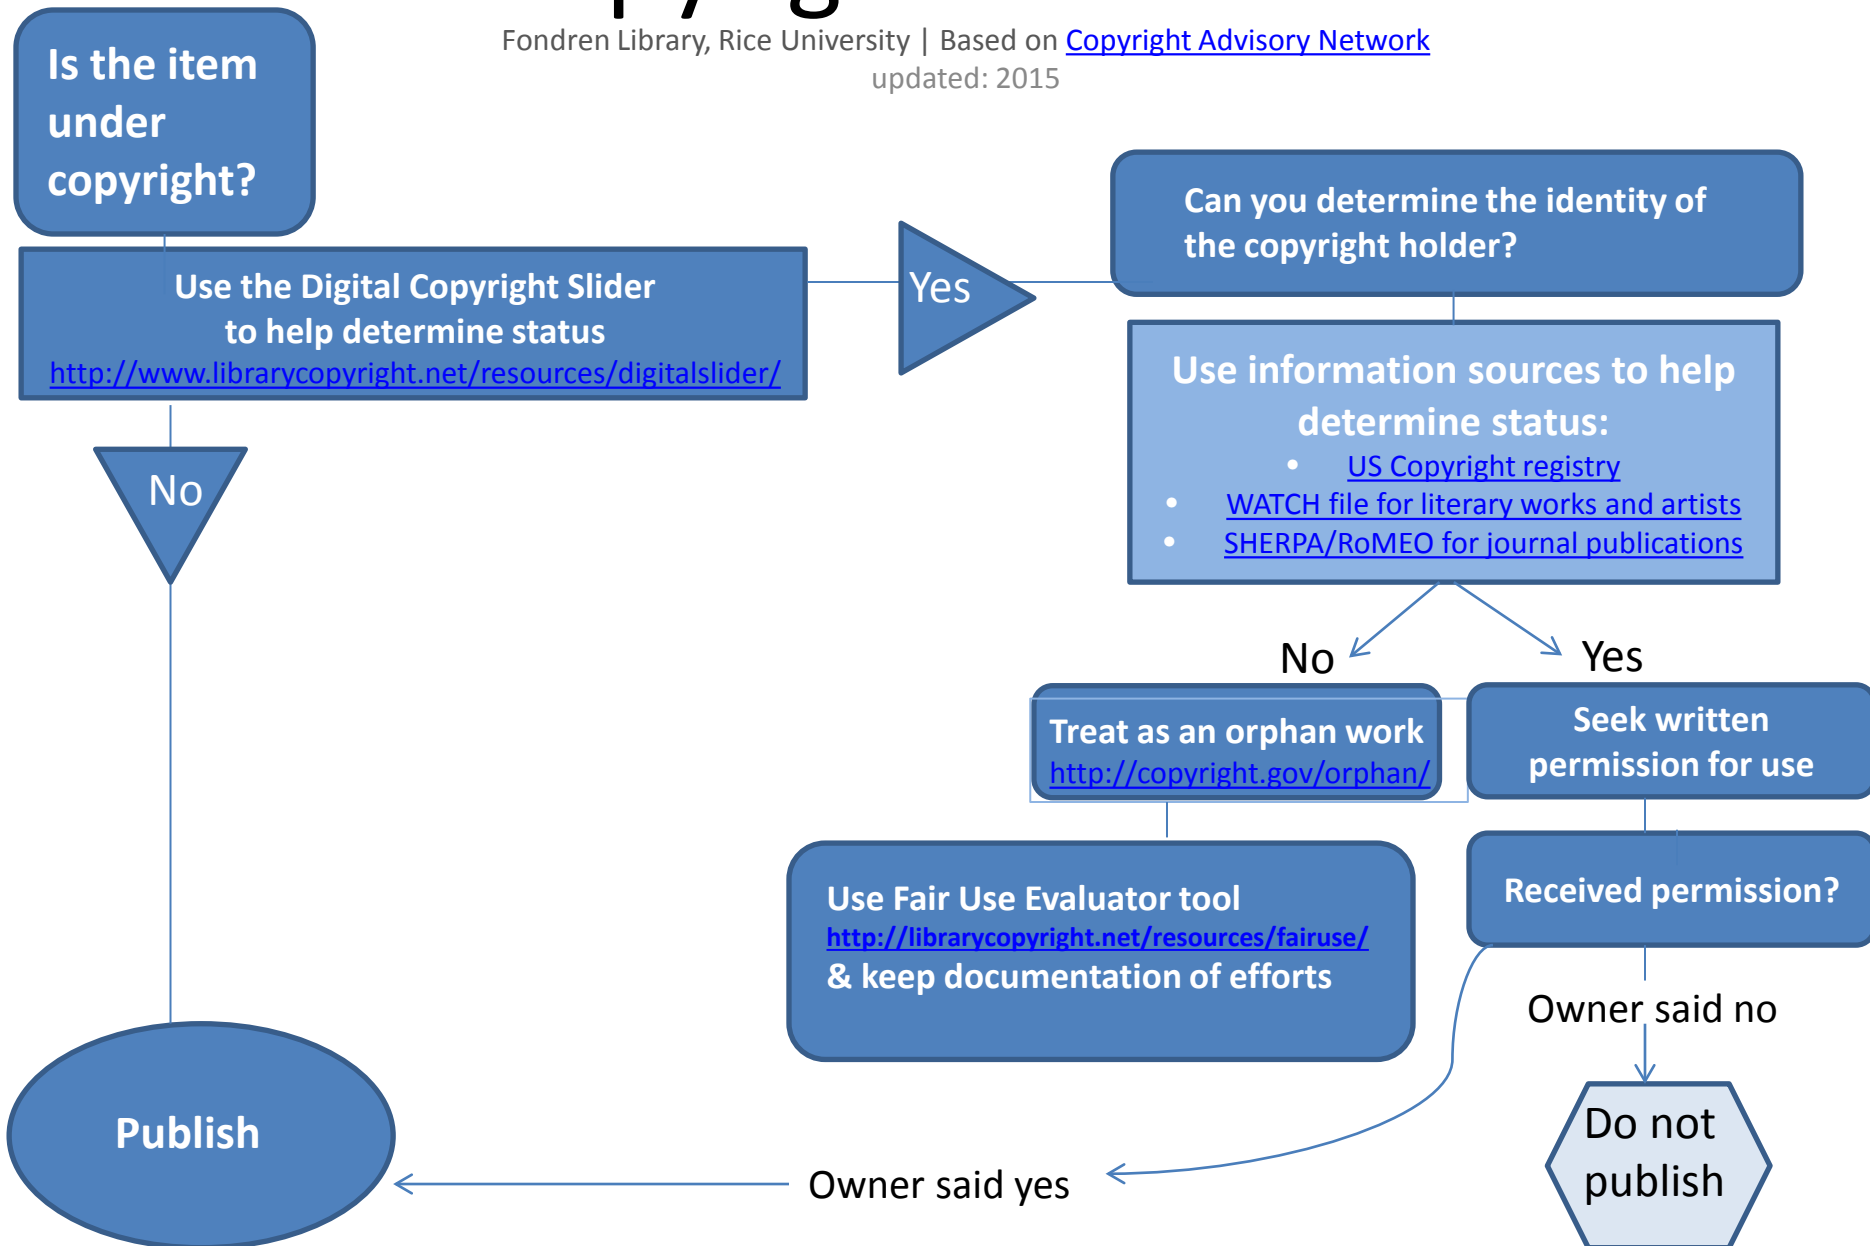 Fondren Library, Rice University | Based on Copyright Advisory Network
updated: 2015
Is the item
under
copyright?
Use the Digital Copyright Slider
to help determine status
http://www.librarycopyright.net/resources/digitalslider/
Yes
No
Can you determine the identity of
the copyright holder?
Use information sources to help
determine status:
• US Copyright registry
• WATCH file for literary works and artists
• SHERPA/RoMEO for journal publications
No
Yes
Treat as an orphan work
http://copyright.gov/orphan/
Seek written
permission for use
Use Fair Use Evaluator tool
http://librarycopyright.net/resources/fairuse/
& keep documentation of efforts
Received permission?
Owner said no
Do not
publish
Owner said yes
Publish